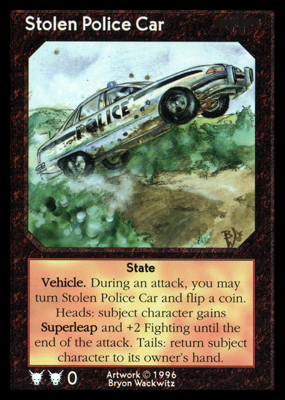 Stolen Police Car
POLICE
State
Vehicle. During an attack, you may
turn Stolen Police Car and flip a coin.
Heads: subject character gains
Superleap and +2 Fighting until the
end of the attack. Tails: return subject
character to its owner's hand.
0
Artwork © 1996
Bryon Wackwitz